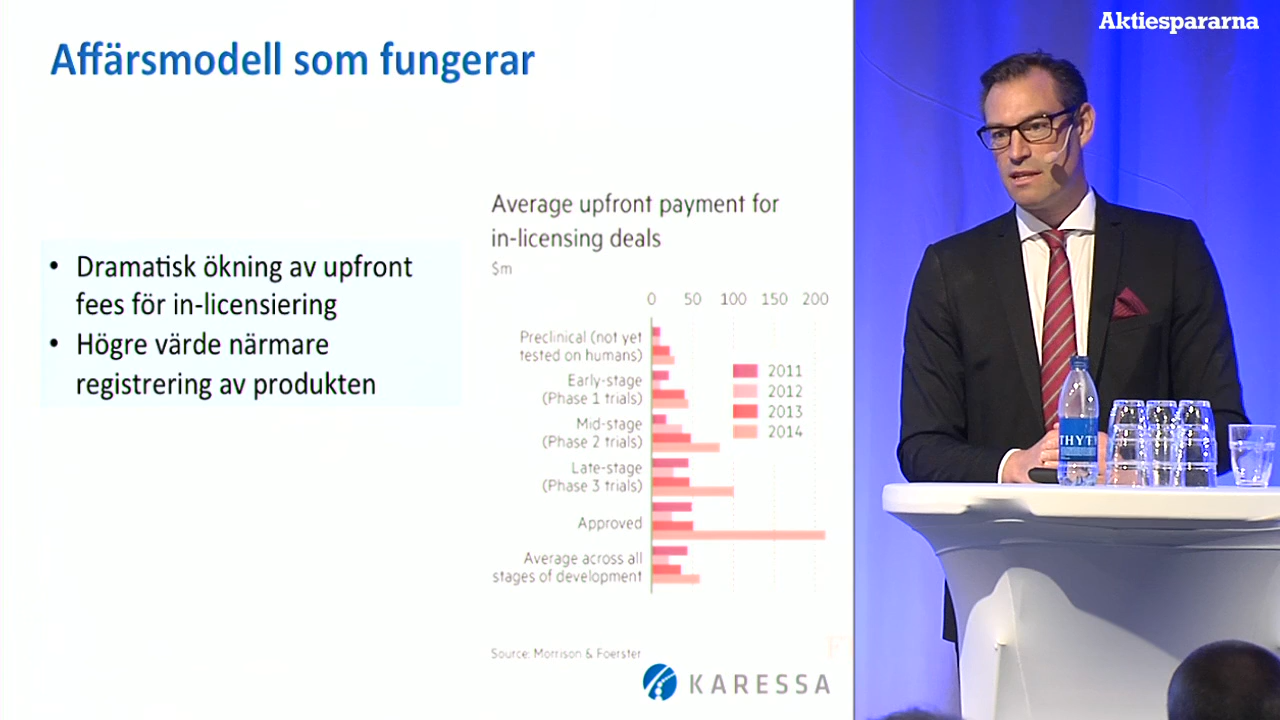 Affärsmodell som fungerar
• Dramatisk ökning av upfront
fees för in-licensiering
• Högre värde närmare
registrering av produkten
Average upfront payment for
in-licensing deals
$m
0 50 100 150 200
Preclinical (not yet
tested on humans)
Early-stage
(Phase 1 trials)
Mid-stage
(Phase 2 trials)
Late-stage
(Phase 3 trials)
Approved
Average across all
stages of development
2011
2012
2013
2014
Source: Morrison & Foerster
KARESSA
Aktiespararna